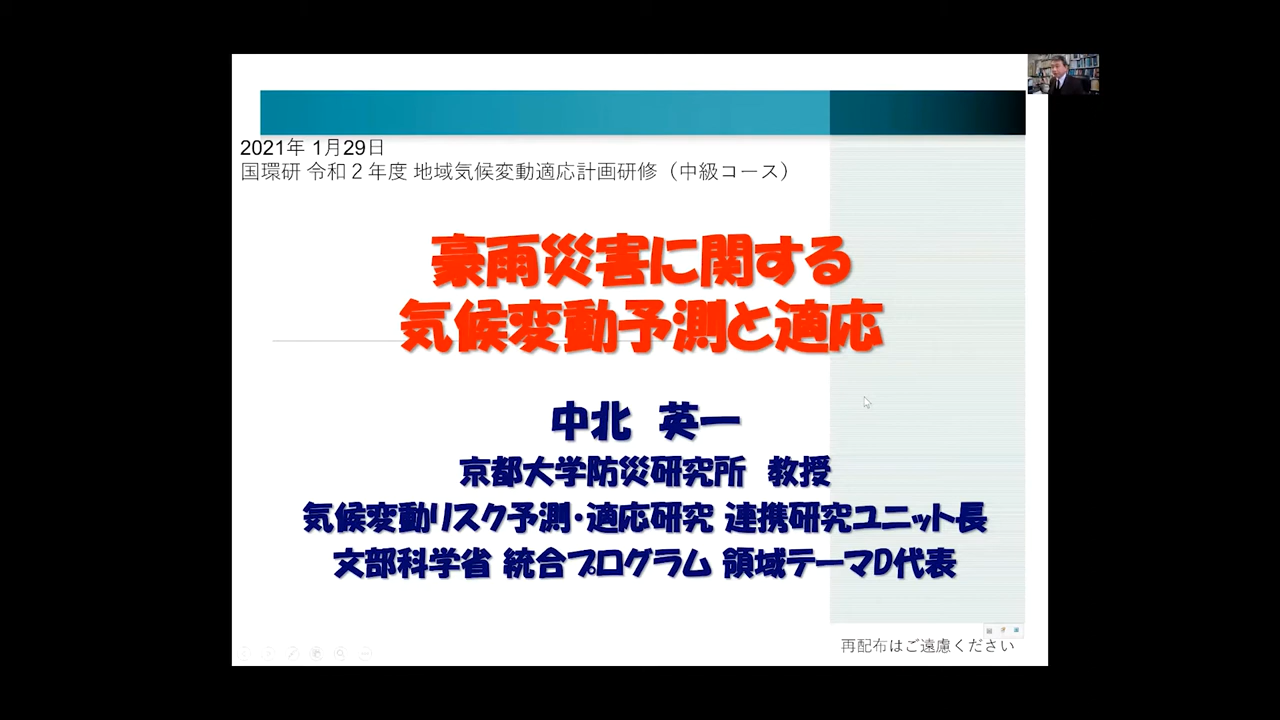 2021年 1月29日
国環研 令和２年度 地域気候変動適応計画研修（中級コース）
豪雨災害に関する
気候変動予測と適応
中北　英一
京都大学防災研究所　教授
気候変動リスク予測・適応研究 連携研究ユニット長
文部科学省 統合プログラム 領域テーマD代表
再配布はご遠慮ください